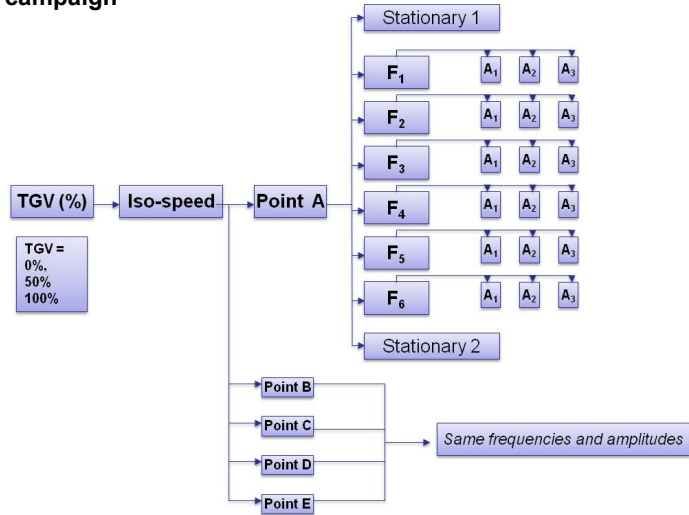 campaign
Stationary 1
F₁ A₁ A₂ A₃
F₂ A₁ A₂ A₃
F₃ A₁ A₂ A₃
TGV (%) Iso-speed Point A F₄ A₁ A₂ A₃
TGV =
0%,
50%
100%
F₅ A₁ A₂ A₃
F₆ A₁ A₂ A₃
Stationary 2
Point B
Point C
Same frequencies and amplitudes
Point D
Point E